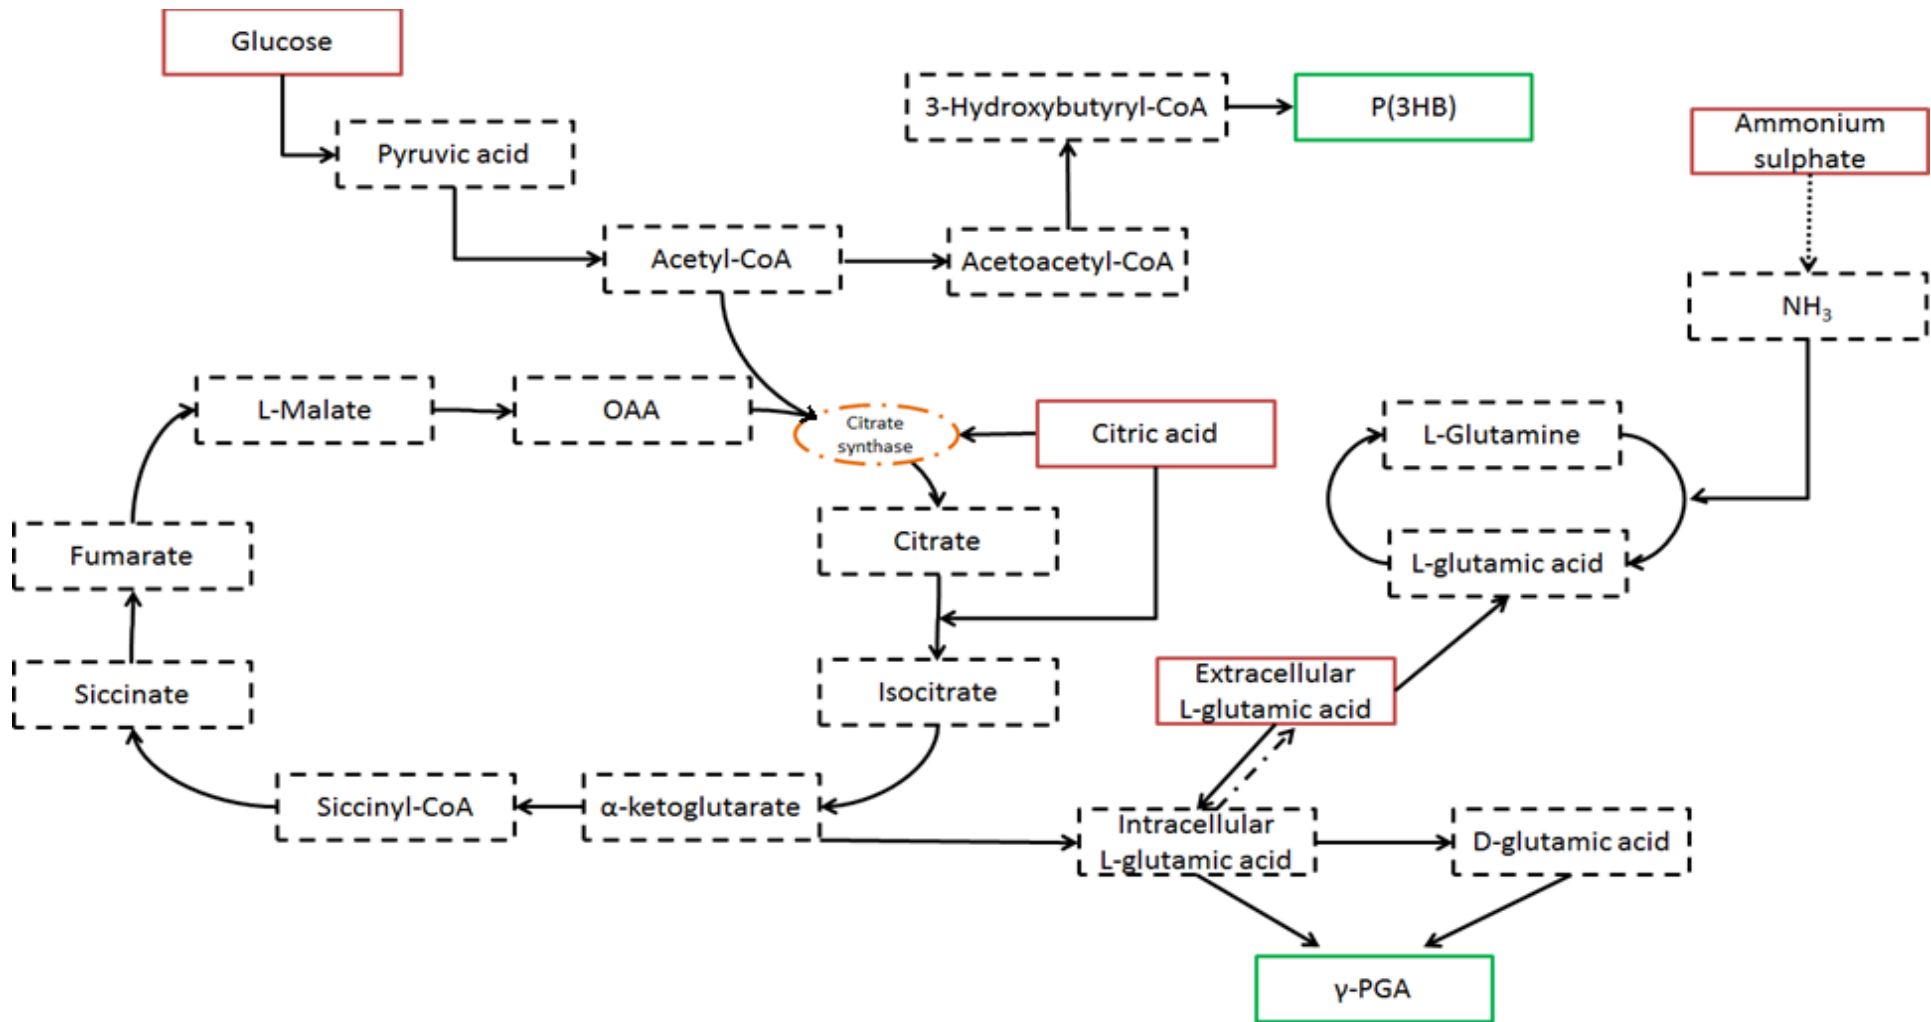 Glucose
3-Hydroxybutyryl-CoA
P(3HB)
Ammonium
sulphate
Pyruvic acid
Acetyl-CoA
Acetoacetyl-CoA
NH₃
L-Malate
OAA
Citrate
synthase
Citric acid
L-Glutamine
Fumarate
Citrate
L-glutamic acid
Siccinate
Isocitrate
Extracellular
L-glutamic acid
Siccinyl-CoA
α-ketoglutarate
Intracellular
L-glutamic acid
D-glutamic acid
γ-PGA